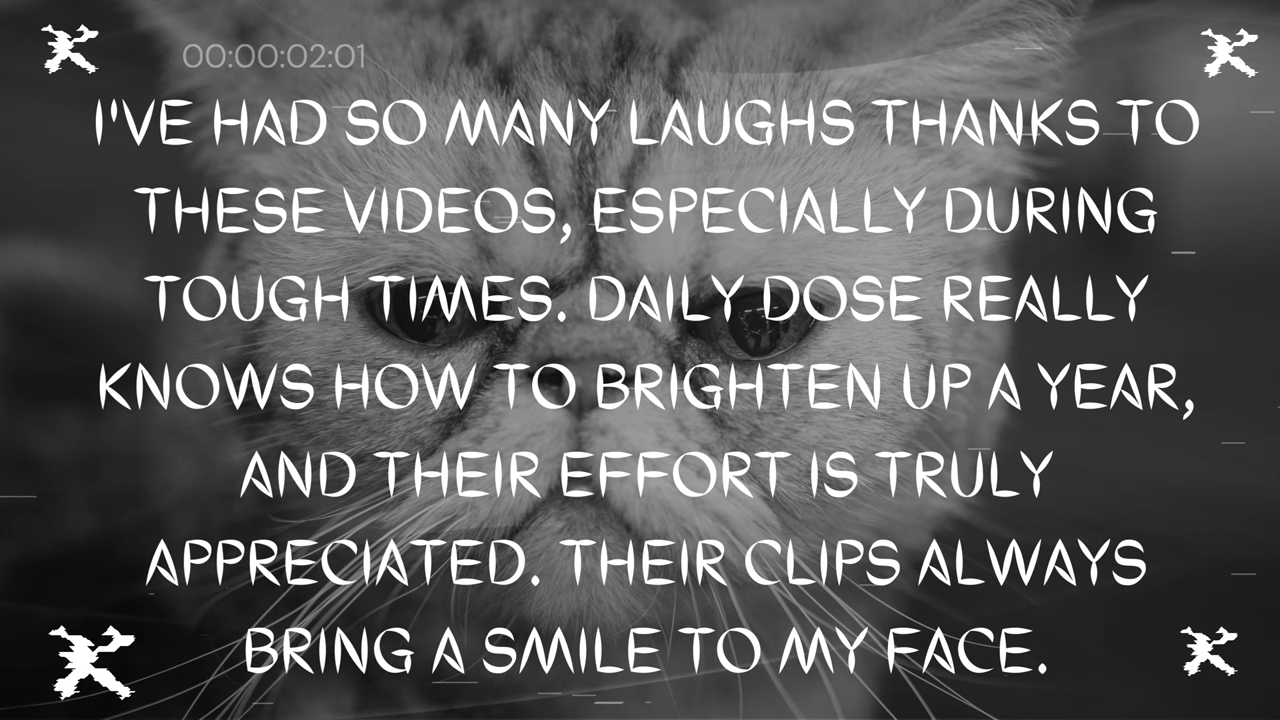 00:00:02:01
I'VE HAD SO MANY LAUGHS THANKS TO
THESE VIDEOS, ESPECIALLY DURING
TOUGH TIMES. DAILY DOSE REALLY
KNOWS HOW TO BRIGHTEN UP A YEAR,
AND THEIR EFFORT IS TRULY
APPRECIATED. THEIR CLIPS ALWAYS
BRING A SMILE TO MY FACE.